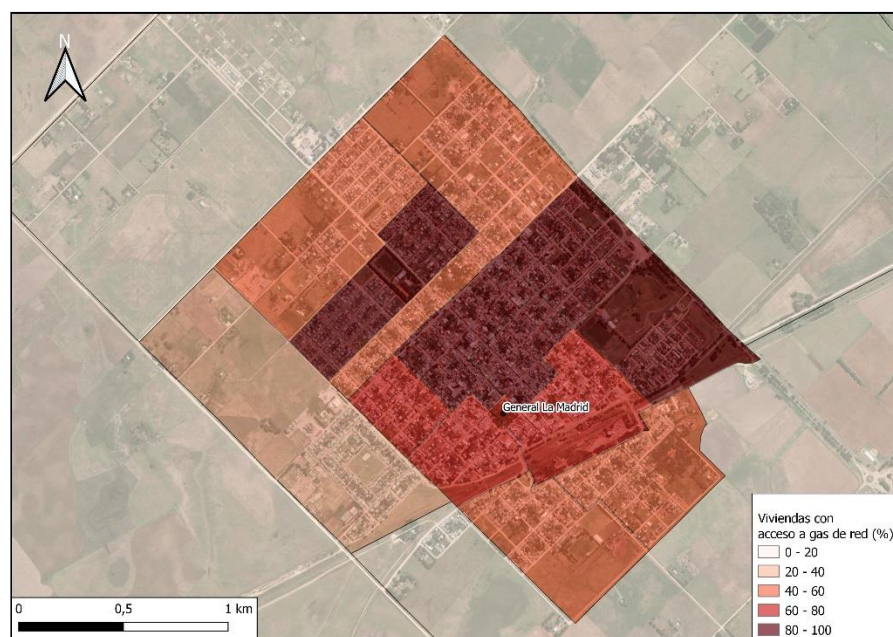 N
General La Madrid
Viviendas con
acceso a gas de red (%)
0 - 20
20 - 40
40 - 60
60 - 80
80 - 100
0 0,5 1 km